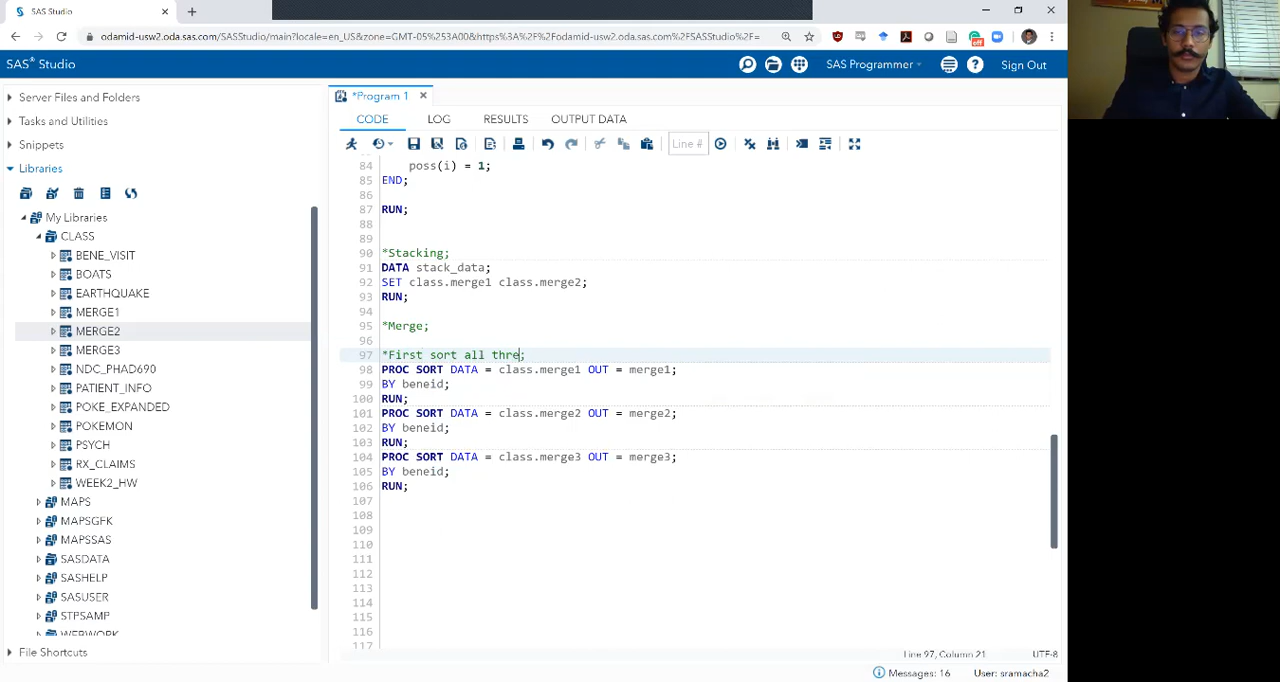 SAS Studio
odamid-usw2.oda.sas.com/SASStudio/main?locale=en_US&zone=GMT-05%253A00&https%3A%2F%2Fodamid-usw2.oda.sas.com%2FSASStudio%2F=
SAS® Studio
SAS Programmer
Sign Out
Server Files and Folders
Tasks and Utilities
Snippets
Libraries
My Libraries
CLASS
BENE_VISIT
BOATS
EARTHQUAKE
MERGE1
MERGE2
MERGE3
NDC_PHAD690
PATIENT_INFO
POKE_EXPANDED
POKEMON
PSYCH
RX_CLAIMS
WEEK2_HW
MAPS
MAPSGFK
MAPSSAS
SASDATA
SASHELP
SASUSER
STPSAMP
WEBWORK
File Shortcuts
*Program 1
CODE LOG RESULTS OUTPUT DATA
Line #
84 poss(i) = 1;
85 END;
86
87 RUN;
88
89
90 *Stacking;
91 DATA stack_data;
92 SET class.merge1 class.merge2;
93 RUN;
94
95 *Merge;
96
97 *First sort all thre;
98 PROC SORT DATA = class.merge1 OUT = merge1;
99 BY beneid;
100 RUN;
101 PROC SORT DATA = class.merge2 OUT = merge2;
102 BY beneid;
103 RUN;
104 PROC SORT DATA = class.merge3 OUT = merge3;
105 BY beneid;
106 RUN;
107
108
109
110
111
112
113
114
115
116
117
Line 97, Column 21 UTF-8
Messages: 16 User: sramacha2